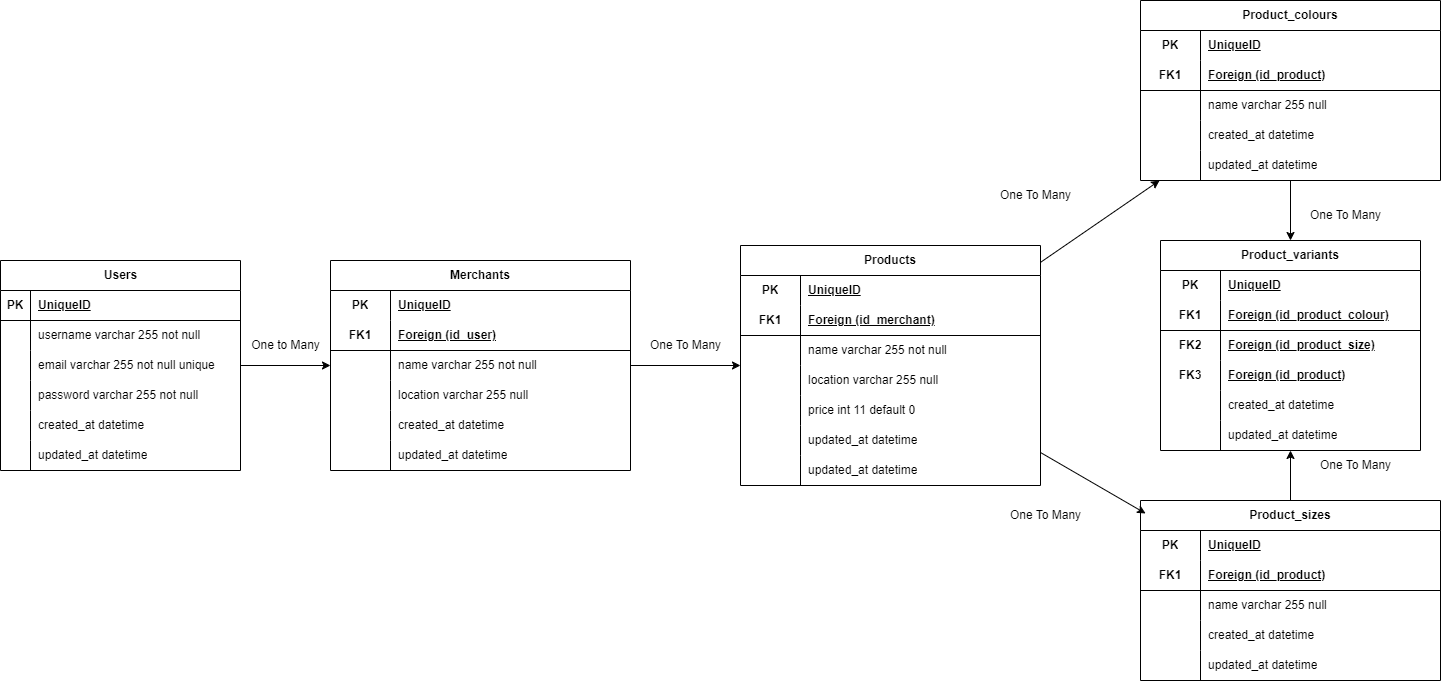 Users
PK UniqueID
username varchar 255 not null
email varchar 255 not null unique
password varchar 255 not null
created_at datetime
updated_at datetime
One to Many
Merchants
PK UniqueID
FK1 Foreign (id_user)
name varchar 255 not null
location varchar 255 null
created_at datetime
updated_at datetime
One To Many
Products
PK UniqueID
FK1 Foreign (id_merchant)
name varchar 255 not null
location varchar 255 null
price int 11 default 0
updated_at datetime
updated_at datetime
One To Many
One To Many
Product_colours
PK UniqueID
FK1 Foreign (id_product)
name varchar 255 null
created_at datetime
updated_at datetime
One To Many
Product_variants
PK UniqueID
FK1 Foreign (id_product_colour)
FK2 Foreign (id_product_size)
FK3 Foreign (id_product)
created_at datetime
updated_at datetime
One To Many
Product_sizes
PK UniqueID
FK1 Foreign (id_product)
name varchar 255 null
created_at datetime
updated_at datetime